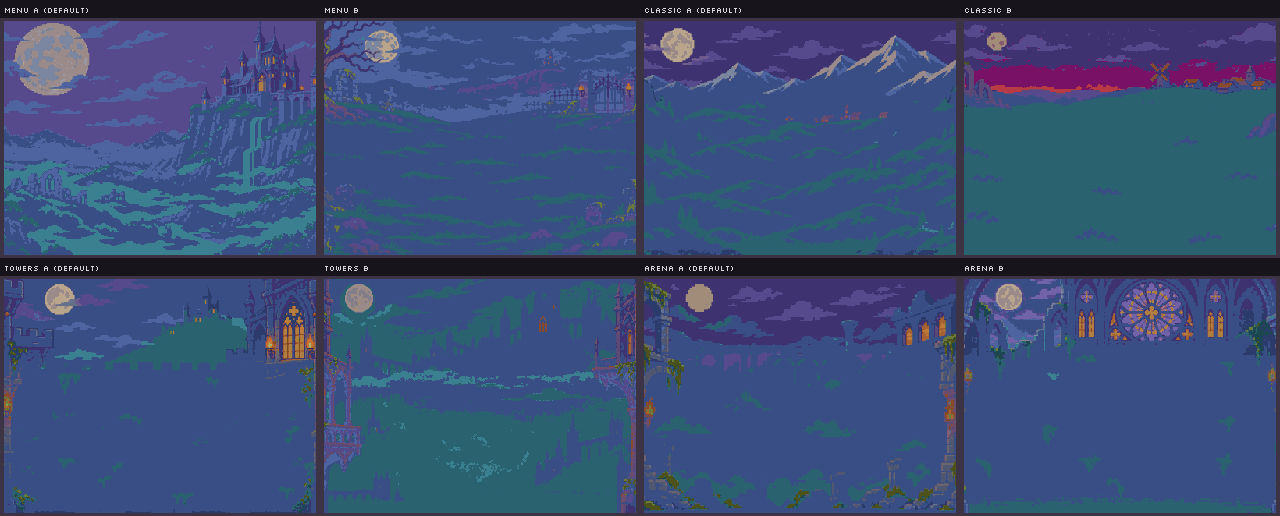 MENU A (DEFAULT)
MENU B
CLASSIC A (DEFAULT)
CLASSIC B
TOWERS A (DEFAULT)
TOWERS B
ARENA A (DEFAULT)
ARENA B